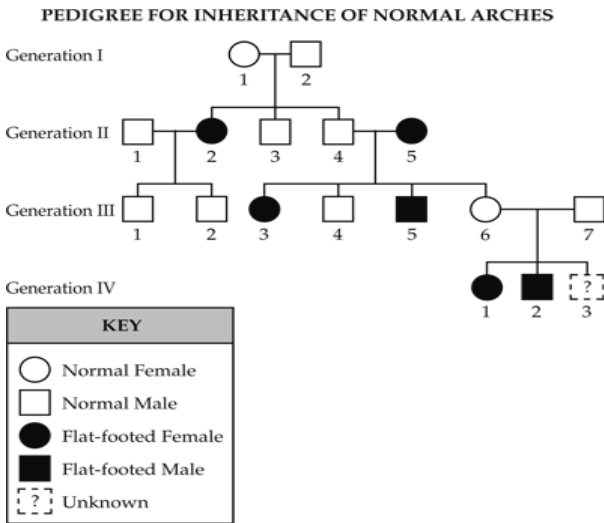 PEDIGREE FOR INHERITANCE OF NORMAL ARCHES
Generation I
1 2
Generation II
1 2 3 4 5
Generation III
1 2 3 4 5 6 7
Generation IV
?
1 2 3
KEY
Normal Female
Normal Male
Flat-footed Female
Flat-footed Male
? Unknown